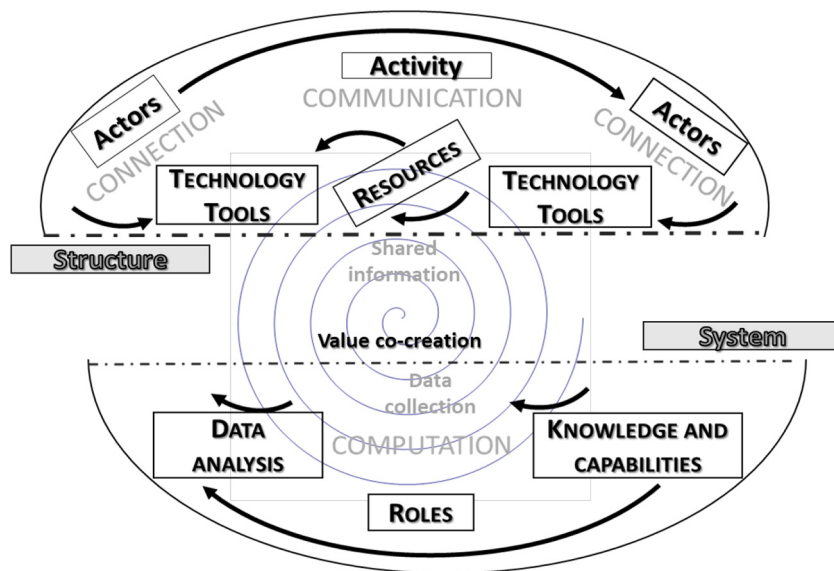 Activity
COMMUNICATION
Actors
CONNECTION
Actors
CONNECTION
RESOURCES
TECHNOLOGY
TOOLS
TECHNOLOGY
TOOLS
Structure
Shared
information
System
Value co-creation
Data
collection
DATA
ANALYSIS
COMPUTATION
KNOWLEDGE AND
CAPABILITIES
ROLES